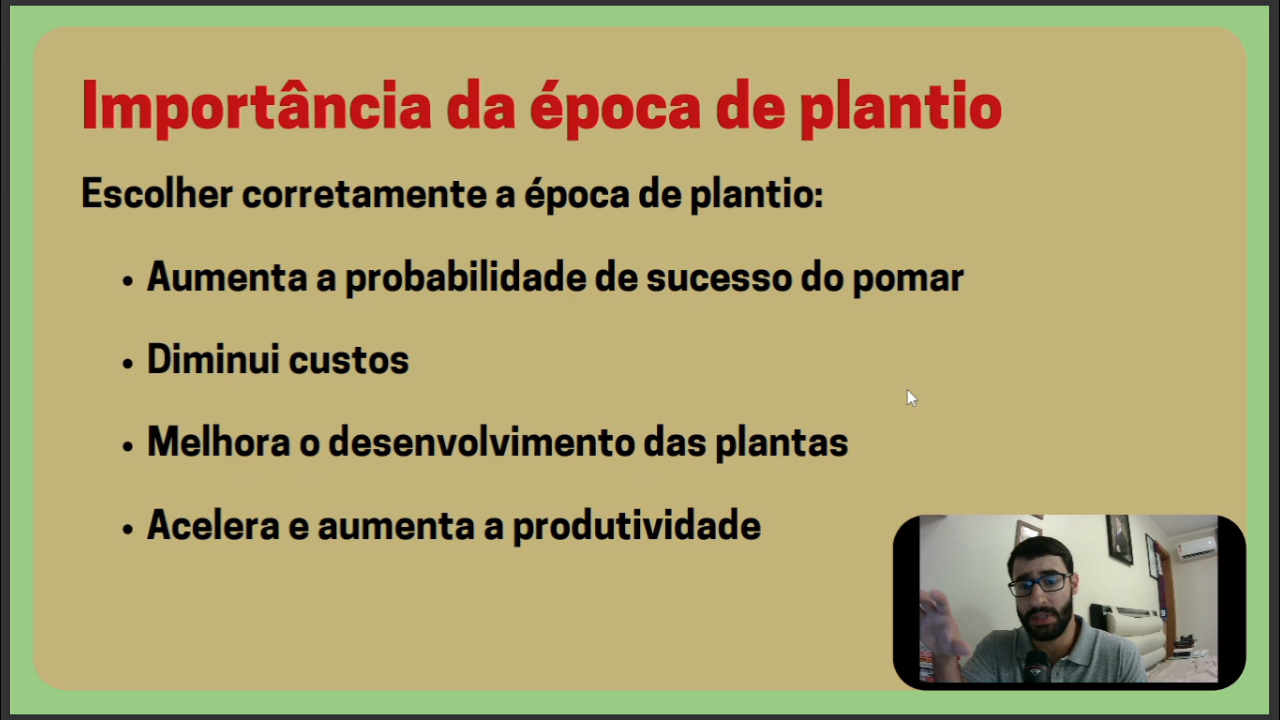 Importância da época de plantio
Escolher corretamente a época de plantio:
• Aumenta a probabilidade de sucesso do pomar
• Diminui custos
• Melhora o desenvolvimento das plantas
• Acelera e aumenta a produtividade